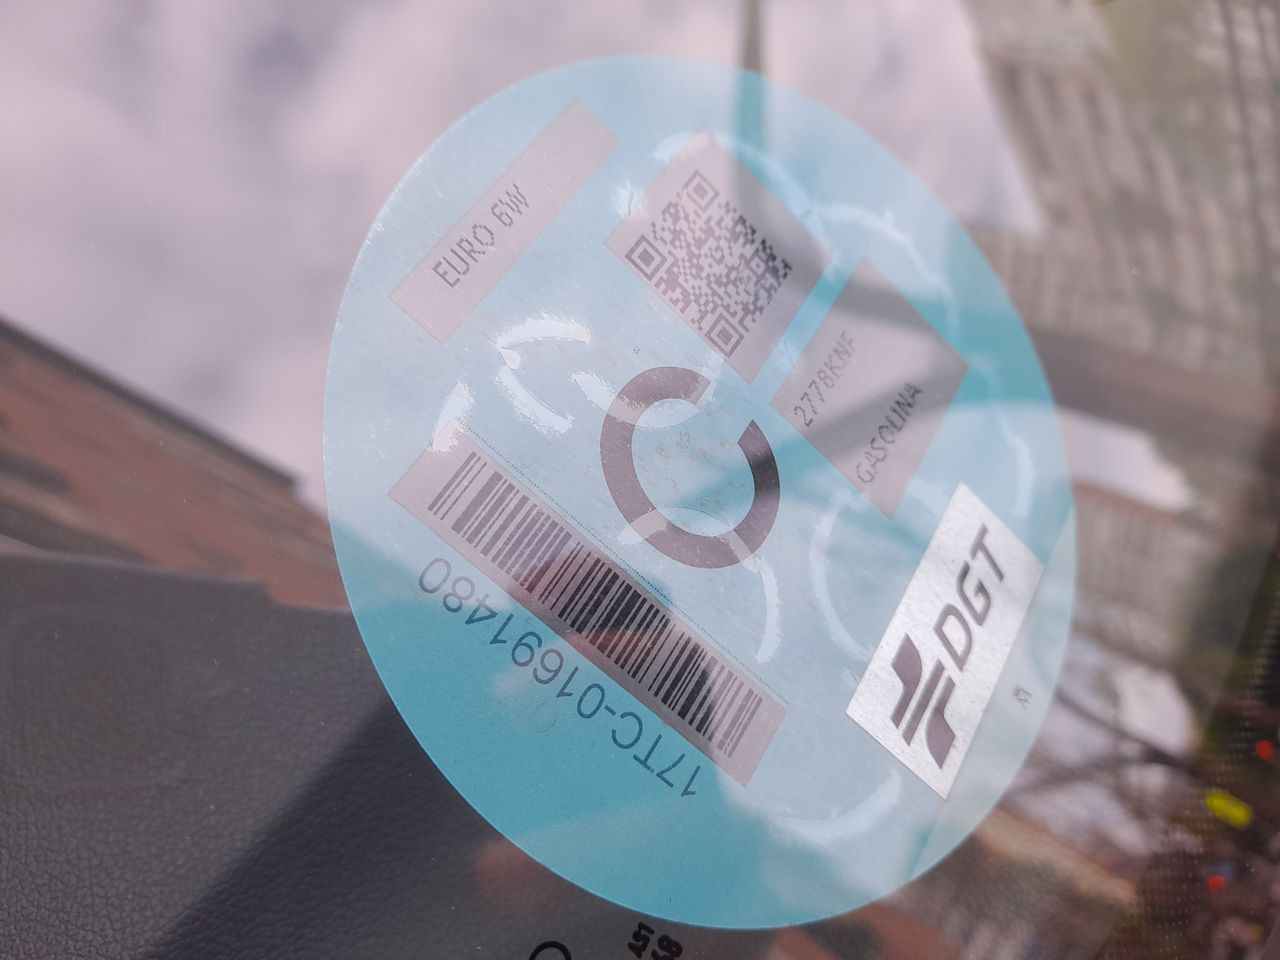 EURO 6W
2778KNF
GASOLINA
C
17TC-01691480
DGT